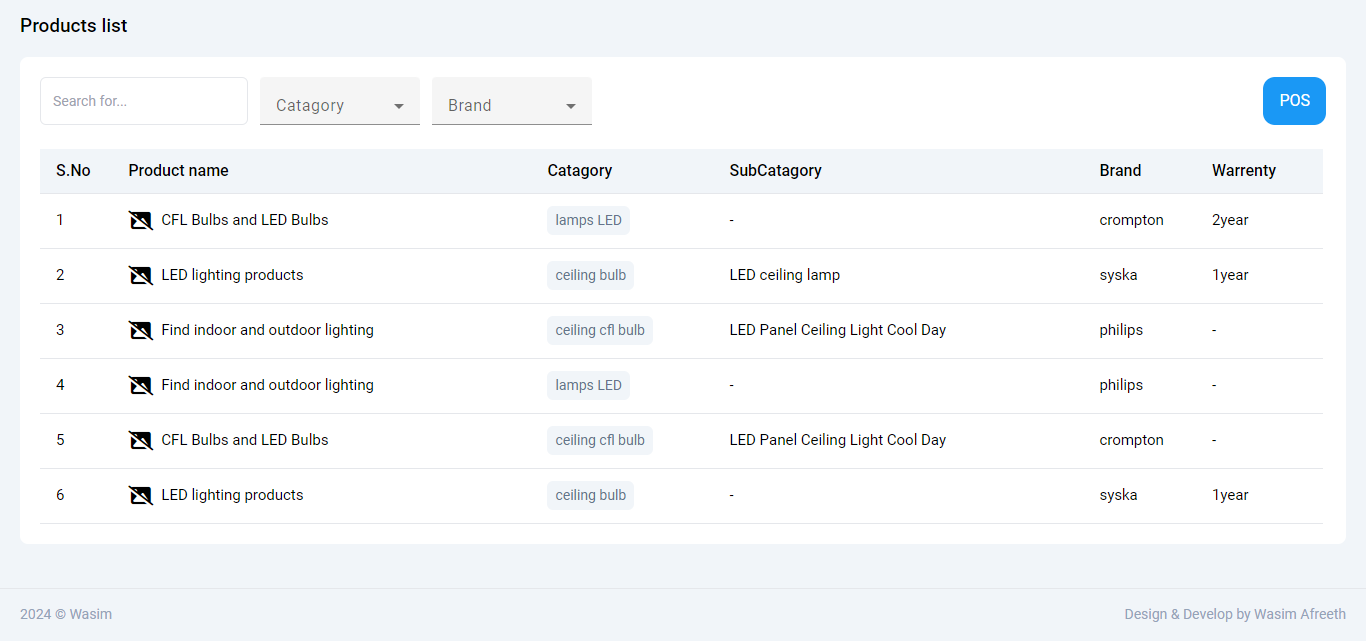 Products list
Search for... Catagory Brand POS
S.No Product name Catagory SubCatagory Brand Warrenty
1 CFL Bulbs and LED Bulbs lamps LED - crompton 2year
2 LED lighting products ceiling bulb LED ceiling lamp syska 1year
3 Find indoor and outdoor lighting ceiling cfl bulb LED Panel Ceiling Light Cool Day philips -
4 Find indoor and outdoor lighting lamps LED - philips -
5 CFL Bulbs and LED Bulbs ceiling cfl bulb LED Panel Ceiling Light Cool Day crompton -
6 LED lighting products ceiling bulb - syska 1year
2024 © Wasim Design & Develop by Wasim Afreeth